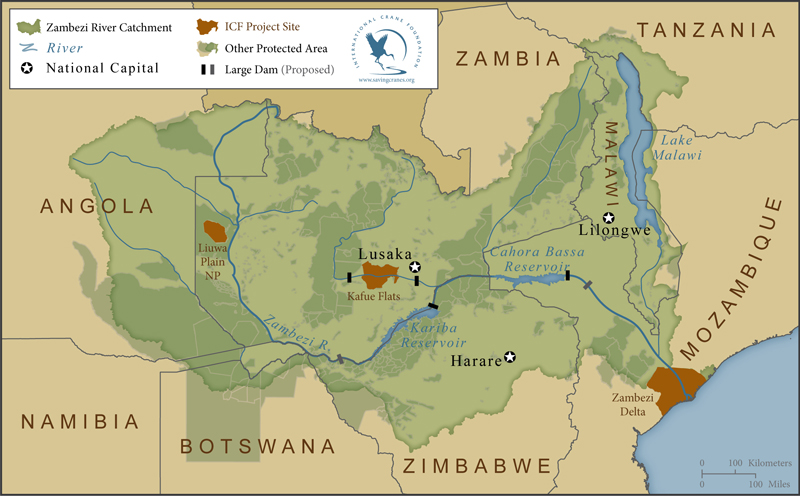 Zambezi River Catchment
River
National Capital
ICF Project Site
Other Protected Area
Large Dam (Proposed)
INTERNATIONAL CRANE FOUNDATION
www.savingcranes.org
TANZANIA
ZAMBIA
MALAWI
Lake
Malawi
ANGOLA
Liuwa
Plain
NP
Lusaka
Kafue Flats
Lilongwe
Cahora Bassa
Reservoir
MOZAMBIQUE
Zambezi R.
Kariba
Reservoir
Harare
Zambezi
Delta
NAMIBIA
BOTSWANA
ZIMBABWE
0 100 Kilometers
0 100 Miles